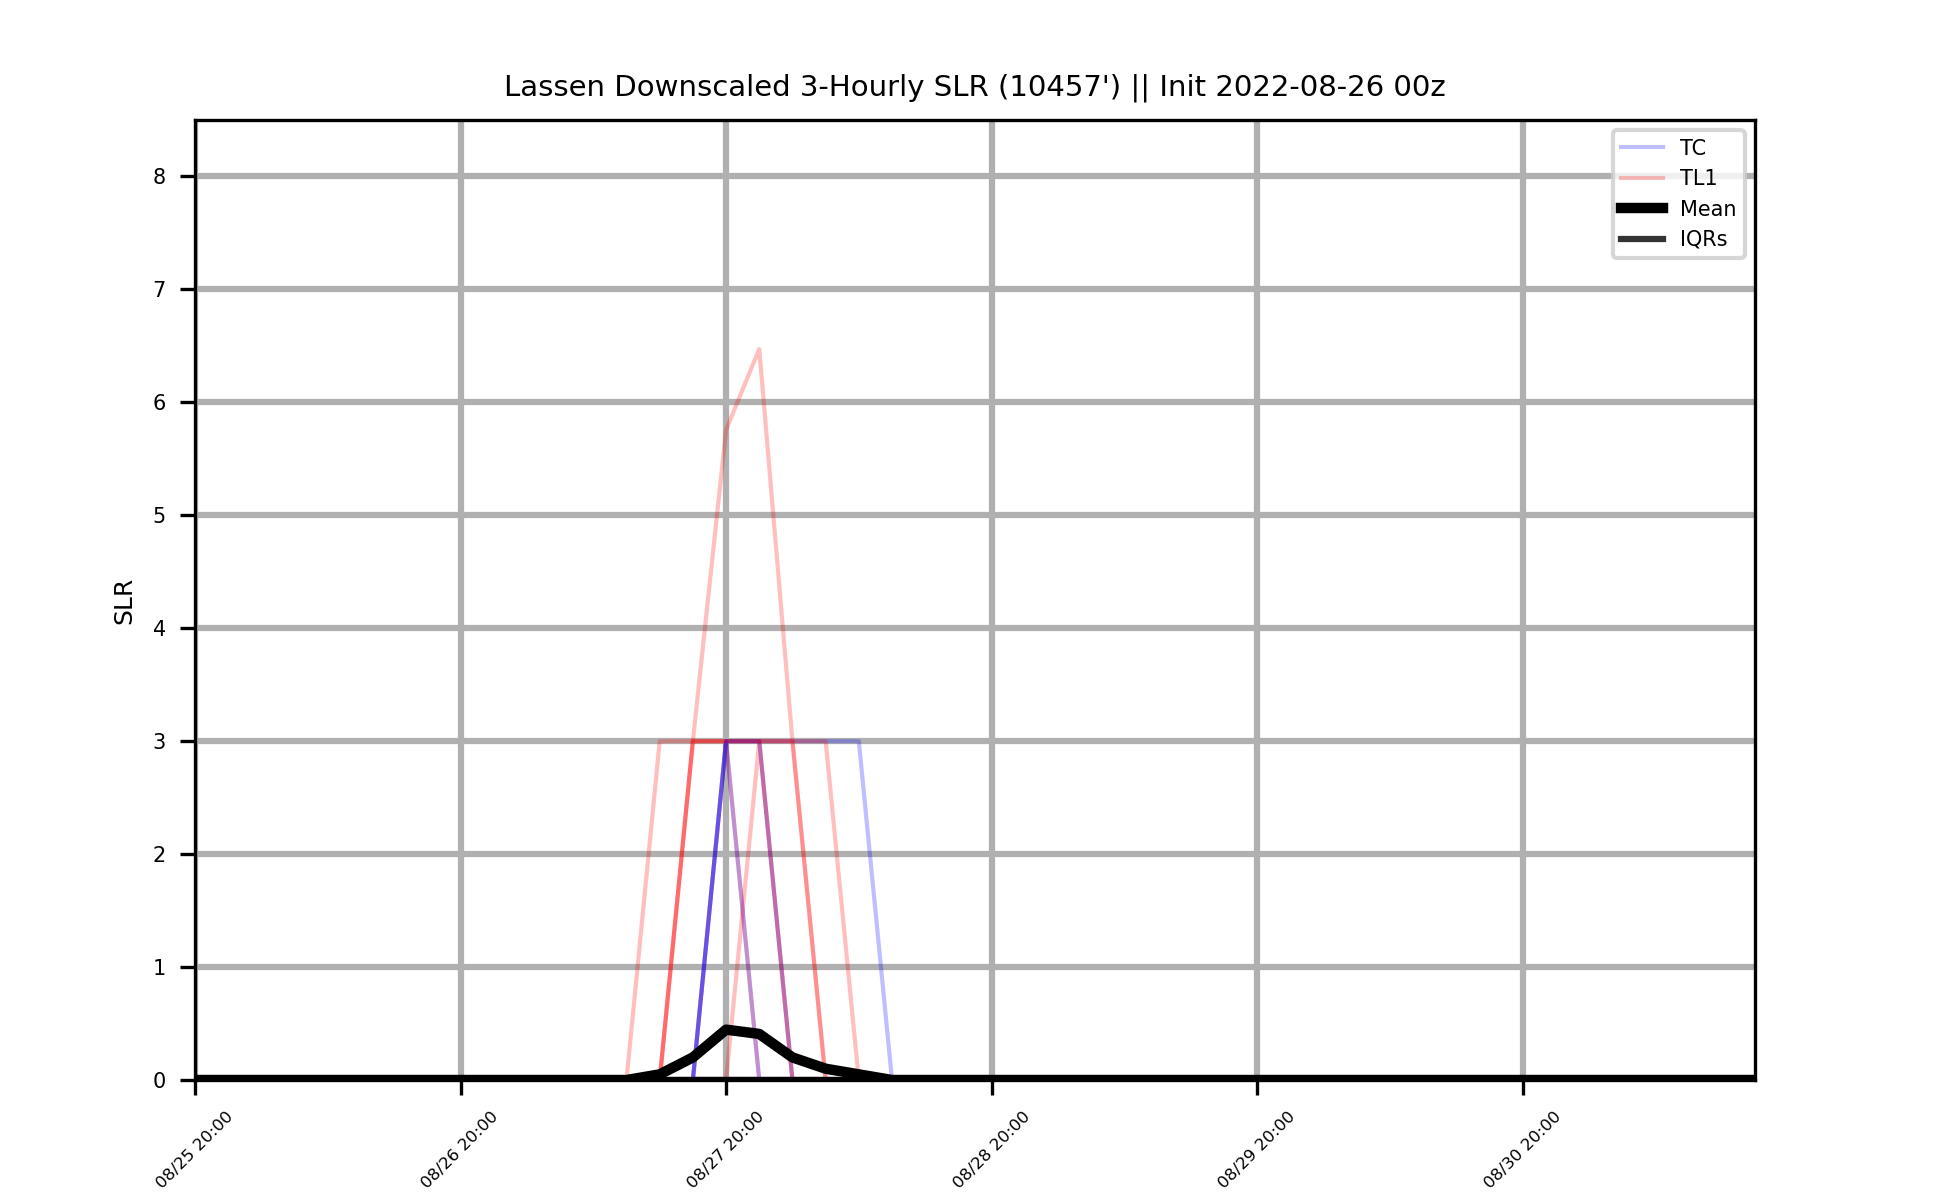 Lassen Downscaled 3-Hourly SLR (10457') || Init 2022-08-26 00z
TC
TL1
Mean
IQRs
8
7
6
5
4
3
2
1
0
SLR
08/25 20:00
08/26 20:00
08/27 20:00
08/28 20:00
08/29 20:00
08/30 20:00